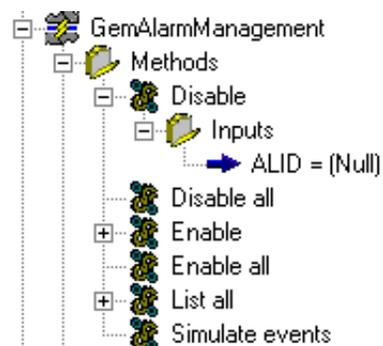 GemAlarmManagement
Methods
Disable
Inputs
ALID = (Null)
Disable all
Enable
Enable all
List all
Simulate events